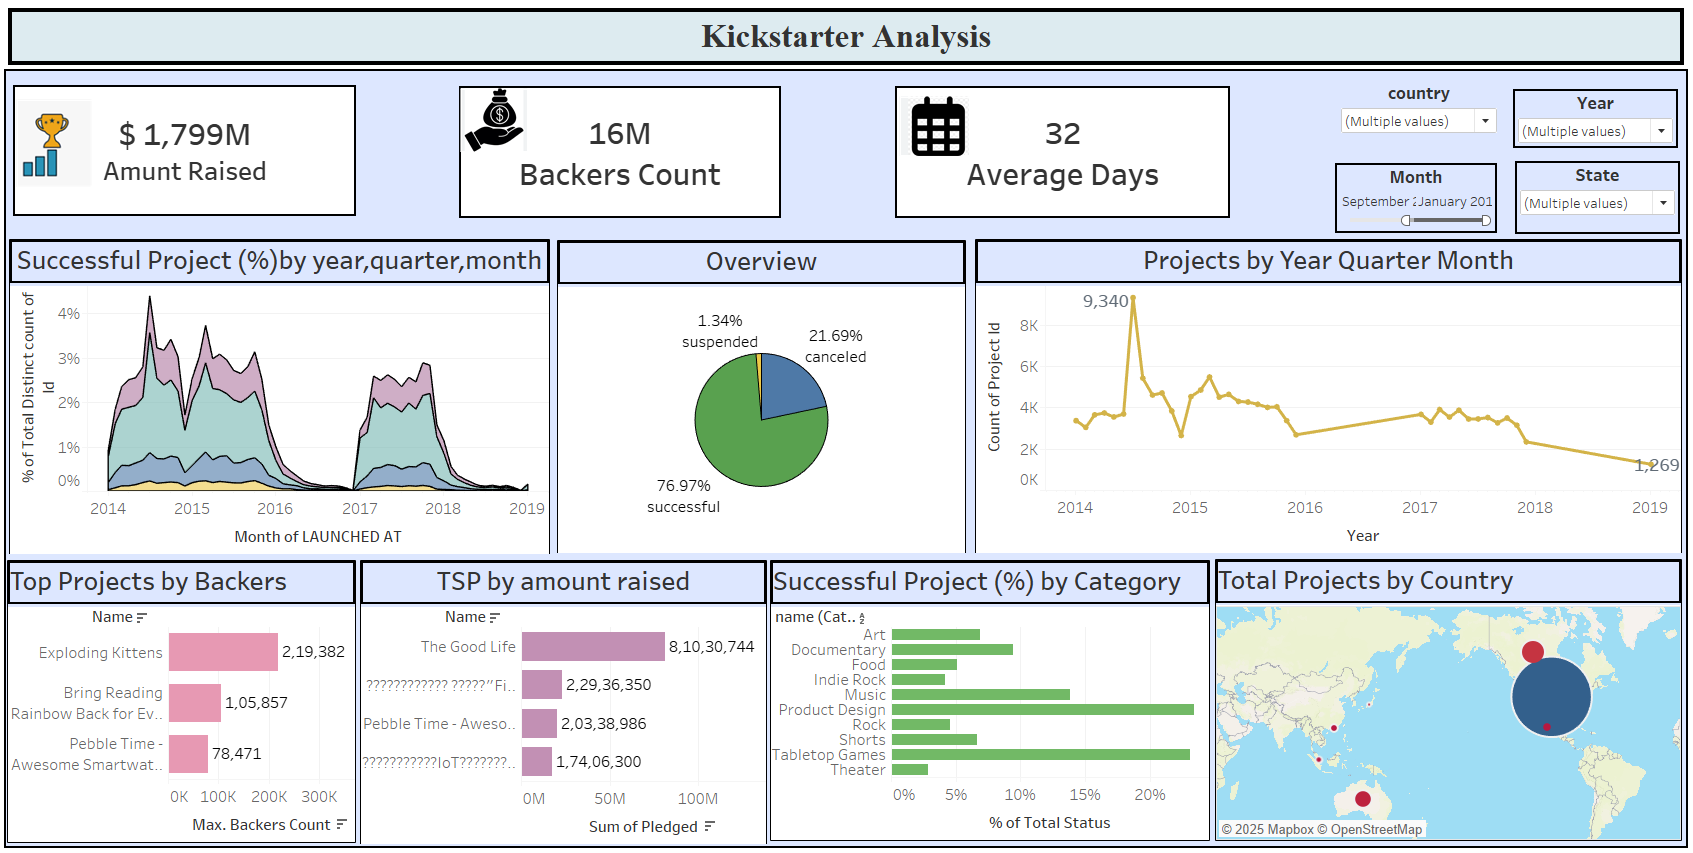 Kickstarter Analysis
$ 1,799M
Amunt Raised
16M
Backers Count
32
Average Days
country
(Multiple values)
Year
(Multiple values)
Month
September 2
January 201
State
(Multiple values)
Successful Project (%)by year,quarter,month
% of Total Distinct count of
Id
4%
3%
2%
1%
0%
2014
2015
2016
2017
2018
2019
Month of LAUNCHED AT
Overview
1.34%
suspended
21.69%
canceled
76.97%
successful
Projects by Year Quarter Month
Count of Project Id
8K
6K
4K
2K
0K
9,340
1,269
2014
2015
2016
2017
2018
2019
Year
Top Projects by Backers
Name
Exploding Kittens
2,19,382
Bring Reading
Rainbow Back for Ev..
1,05,857
Pebble Time -
Awesome Smartwat..
78,471
0K
100K
200K
300K
Max. Backers Count
TSP by amount raised
Name
The Good Life
8,10,30,744
???????????? ?????"Fi..
2,29,36,350
Pebble Time - Aweso..
2,03,38,986
???????????IoT???????..
1,74,06,300
0M
50M
100M
Sum of Pledged
Successful Project (%) by Category
name (Cat..
Art
Documentary
Food
Indie Rock
Music
Product Design
Rock
Shorts
Tabletop Games
Theater
0%
5%
10%
15%
20%
% of Total Status
Total Projects by Country
© 2025 Mapbox © OpenStreetMap